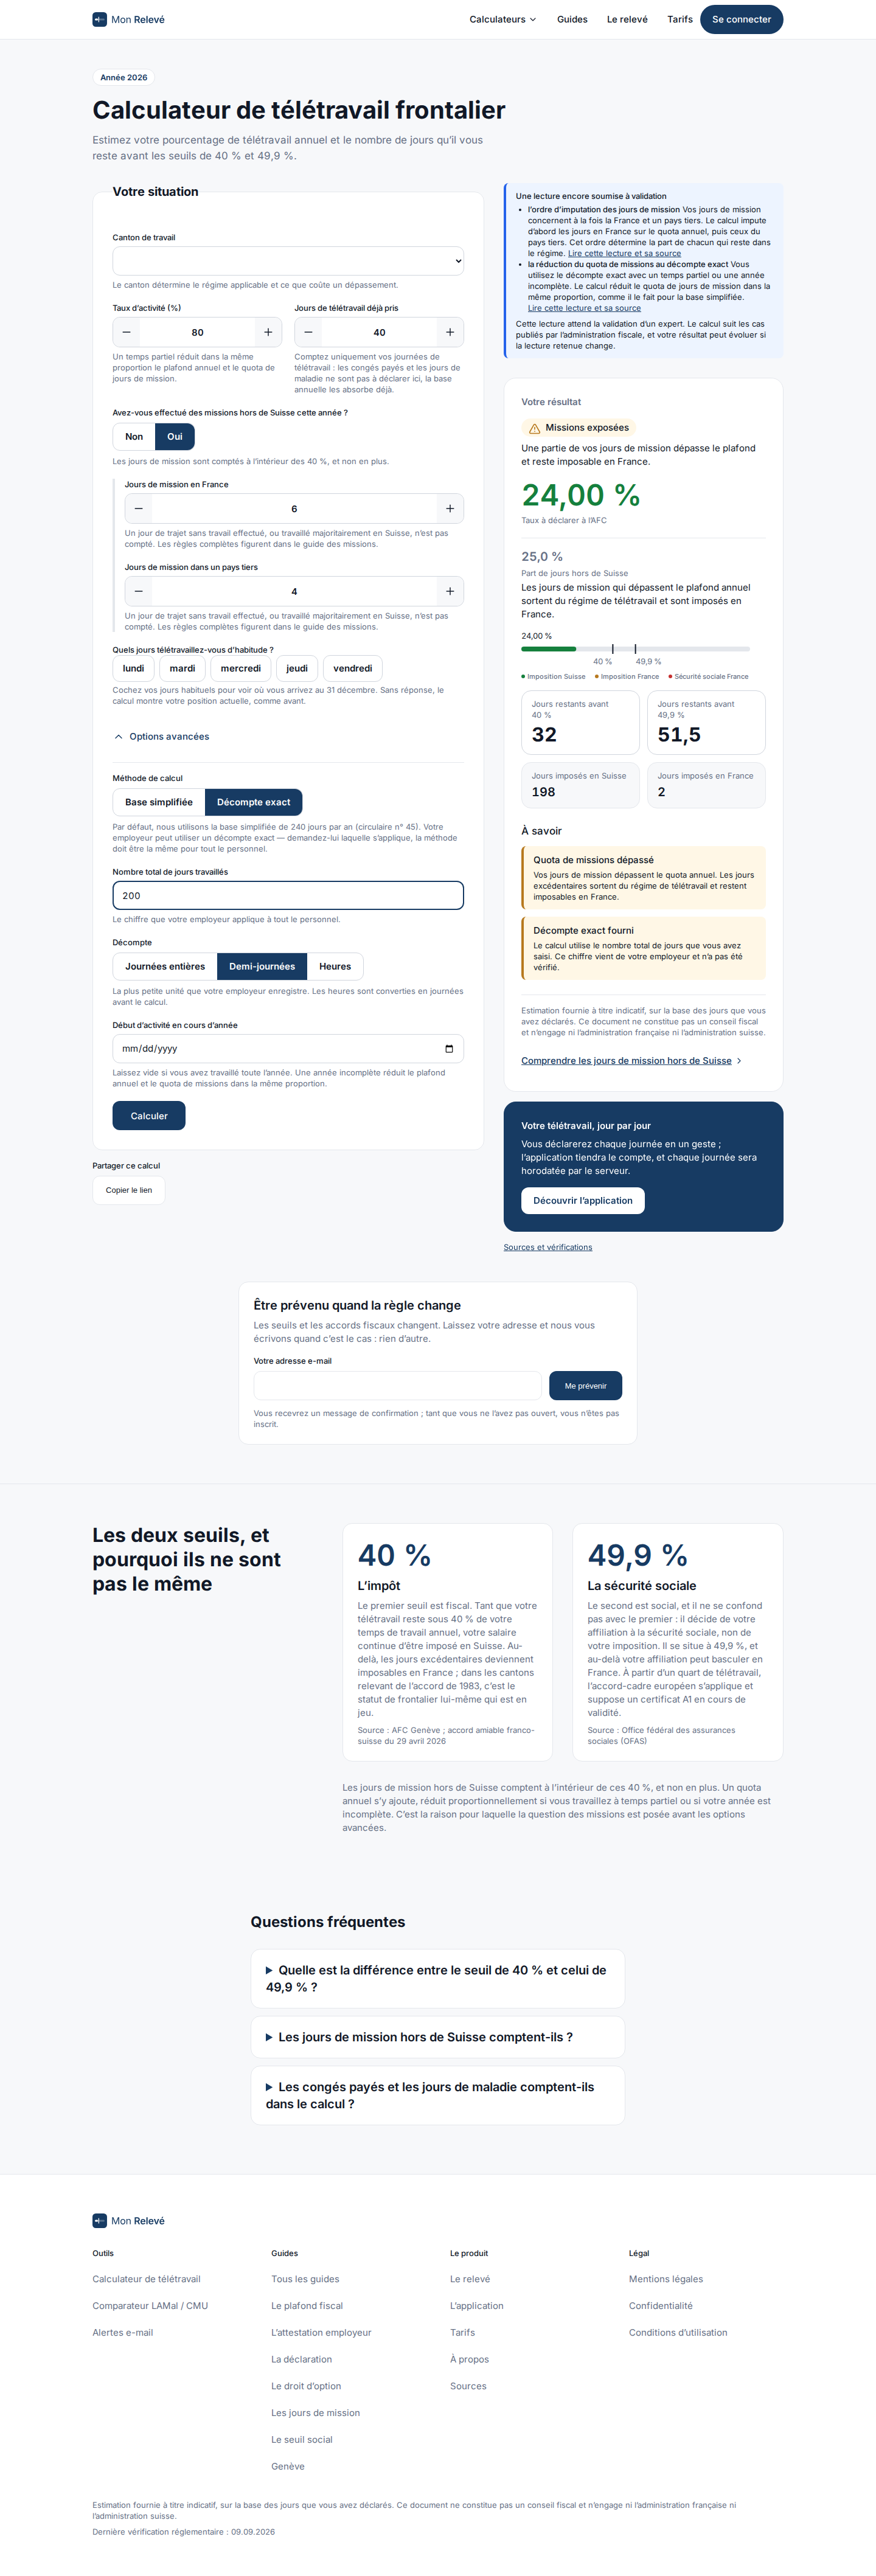 Mon Relevé
Calculateurs
Guides
Le relevé
Tarifs
Se connecter
Année 2026
Calculateur de télétravail frontalier
Estimez votre pourcentage de télétravail annuel et le nombre de jours qu’il vous
reste avant les seuils de 40 % et 49,9 %.
Votre situation
Canton de travail
Le canton détermine le régime applicable et ce que coûte un dépassement.
Taux d’activité (%)
− 80 +
Un temps partiel réduit dans la même
proportion le plafond annuel et le quota de
jours de mission.
Jours de télétravail déjà pris
− 40 +
Comptez uniquement vos journées de
télétravail : les congés payés et les jours de
maladie ne sont pas à déclarer ici, la base
annuelle les absorbe déjà.
Avez-vous effectué des missions hors de Suisse cette année ?
Non Oui
Les jours de mission sont comptés à l’intérieur des 40 %, et non en plus.
Jours de mission en France
− 6 +
Un jour de trajet sans travail effectué, ou travaillé majoritairement en Suisse, n’est pas
compté. Les règles complètes figurent dans le guide des missions.
Jours de mission dans un pays tiers
− 4 +
Un jour de trajet sans travail effectué, ou travaillé majoritairement en Suisse, n’est pas
compté. Les règles complètes figurent dans le guide des missions.
Quels jours télétravaillez-vous d’habitude ?
lundi mardi mercredi jeudi vendredi
Cochez vos jours habituels pour voir où vous arrivez au 31 décembre. Sans réponse, le
calcul montre votre position actuelle, comme avant.
Options avancées
Méthode de calcul
Base simplifiée Décompte exact
Par défaut, nous utilisons la base simplifiée de 240 jours par an (circulaire n° 45). Votre
employeur peut utiliser un décompte exact — demandez-lui laquelle s’applique, la méthode
doit être la même pour tout le personnel.
Nombre total de jours travaillés
200
Le chiffre que votre employeur applique à tout le personnel.
Décompte
Journées entières Demi-journées Heures
La plus petite unité que votre employeur enregistre. Les heures sont converties en journées
avant le calcul.
Début d’activité en cours d’année
mm/dd/yyyy
Laissez vide si vous avez travaillé toute l’année. Une année incomplète réduit le plafond
annuel et le quota de missions dans la même proportion.
Calculer
Partager ce calcul
Copier le lien
Une lecture encore soumise à validation
• l’ordre d’imputation des jours de mission Vos jours de mission
concernent à la fois la France et un pays tiers. Le calcul impute
d’abord les jours en France sur le quota annuel, puis ceux du
pays tiers. Cet ordre détermine la part de chacun qui reste dans
le régime. Lire cette lecture et sa source
• la réduction du quota de missions au décompte exact Vous
utilisez le décompte exact avec un temps partiel ou une année
incomplète. Le calcul réduit le quota de jours de mission dans la
même proportion, comme il le fait pour la base simplifiée.
Lire cette lecture et sa source
Cette lecture attend la validation d’un expert. Le calcul suit les cas
publiés par l’administration fiscale, et votre résultat peut évoluer si
la lecture retenue change.
Votre résultat
Missions exposées
Une partie de vos jours de mission dépasse le plafond
et reste imposable en France.
24,00 %
Taux à déclarer à l’AFC
25,0 %
Part de jours hors de Suisse
Les jours de mission qui dépassent le plafond annuel
sortent du régime de télétravail et sont imposés en
France.
24,00 %
40 % 49,9 %
Imposition Suisse Imposition France Sécurité sociale France
Jours restants avant
40 %
32
Jours restants avant
49,9 %
51,5
Jours imposés en Suisse
198
Jours imposés en France
2
À savoir
Quota de missions dépassé
Vos jours de mission dépassent le quota annuel. Les jours
excédentaires sortent du régime de télétravail et restent
imposables en France.
Décompte exact fourni
Le calcul utilise le nombre total de jours que vous avez
saisi. Ce chiffre vient de votre employeur et n’a pas été
vérifié.
Estimation fournie à titre indicatif, sur la base des jours que vous
avez déclarés. Ce document ne constitue pas un conseil fiscal
et n’engage ni l’administration française ni l’administration suisse.
Comprendre les jours de mission hors de Suisse
Votre télétravail, jour par jour
Vous déclarerez chaque journée en un geste ;
l’application tiendra le compte, et chaque journée sera
horodatée par le serveur.
Découvrir l’application
Sources et vérifications
Être prévenu quand la règle change
Les seuils et les accords fiscaux changent. Laissez votre adresse et nous vous
écrivons quand c’est le cas : rien d’autre.
Votre adresse e-mail
Me prévenir
Vous recevrez un message de confirmation ; tant que vous ne l’avez pas ouvert, vous n’êtes pas
inscrit.
Les deux seuils, et
pourquoi ils ne sont
pas le même
40 %
L’impôt
Le premier seuil est fiscal. Tant que votre
télétravail reste sous 40 % de votre
temps de travail annuel, votre salaire
continue d’être imposé en Suisse. Au-
delà, les jours excédentaires deviennent
imposables en France ; dans les cantons
relevant de l’accord de 1983, c’est le
statut de frontalier lui-même qui est en
jeu.
Source : AFC Genève ; accord amiable franco-
suisse du 29 avril 2026
49,9 %
La sécurité sociale
Le second est social, et il ne se confond
pas avec le premier : il décide de votre
affiliation à la sécurité sociale, non de
votre imposition. Il se situe à 49,9 %, et
au-delà votre affiliation peut basculer en
France. À partir d’un quart de télétravail,
l’accord-cadre européen s’applique et
suppose un certificat A1 en cours de
validité.
Source : Office fédéral des assurances
sociales (OFAS)
Les jours de mission hors de Suisse comptent à l’intérieur de ces 40 %, et non en plus. Un quota
annuel s’y ajoute, réduit proportionnellement si vous travaillez à temps partiel ou si votre année est
incomplète. C’est la raison pour laquelle la question des missions est posée avant les options
avancées.
Questions fréquentes
Quelle est la différence entre le seuil de 40 % et celui de
49,9 % ?
Les jours de mission hors de Suisse comptent-ils ?
Les congés payés et les jours de maladie comptent-ils
dans le calcul ?
Mon Relevé
Outils
Calculateur de télétravail
Comparateur LAMal / CMU
Alertes e-mail
Guides
Tous les guides
Le plafond fiscal
L’attestation employeur
La déclaration
Le droit d’option
Les jours de mission
Le seuil social
Genève
Le produit
Le relevé
L’application
Tarifs
À propos
Sources
Légal
Mentions légales
Confidentialité
Conditions d’utilisation
Estimation fournie à titre indicatif, sur la base des jours que vous avez déclarés. Ce document ne constitue pas un conseil fiscal et n’engage ni l’administration française ni
l’administration suisse.
Dernière vérification réglementaire : 09.09.2026